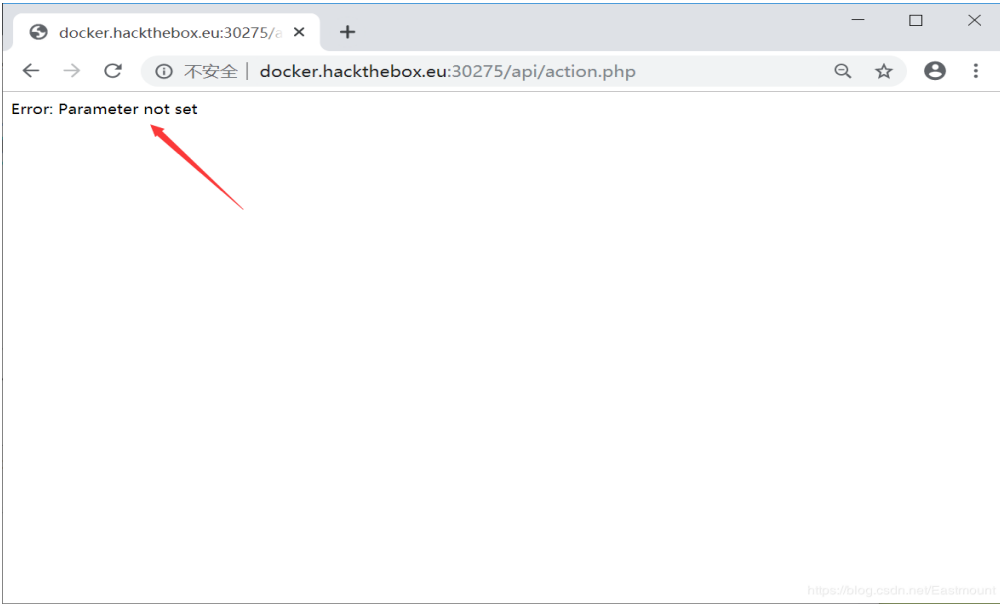 docker.hackthebox.eu:30275/a
不安全 | docker.hackthebox.eu:30275/api/action.php
Error: Parameter not set
https://blog.csdn.net/Eastmount